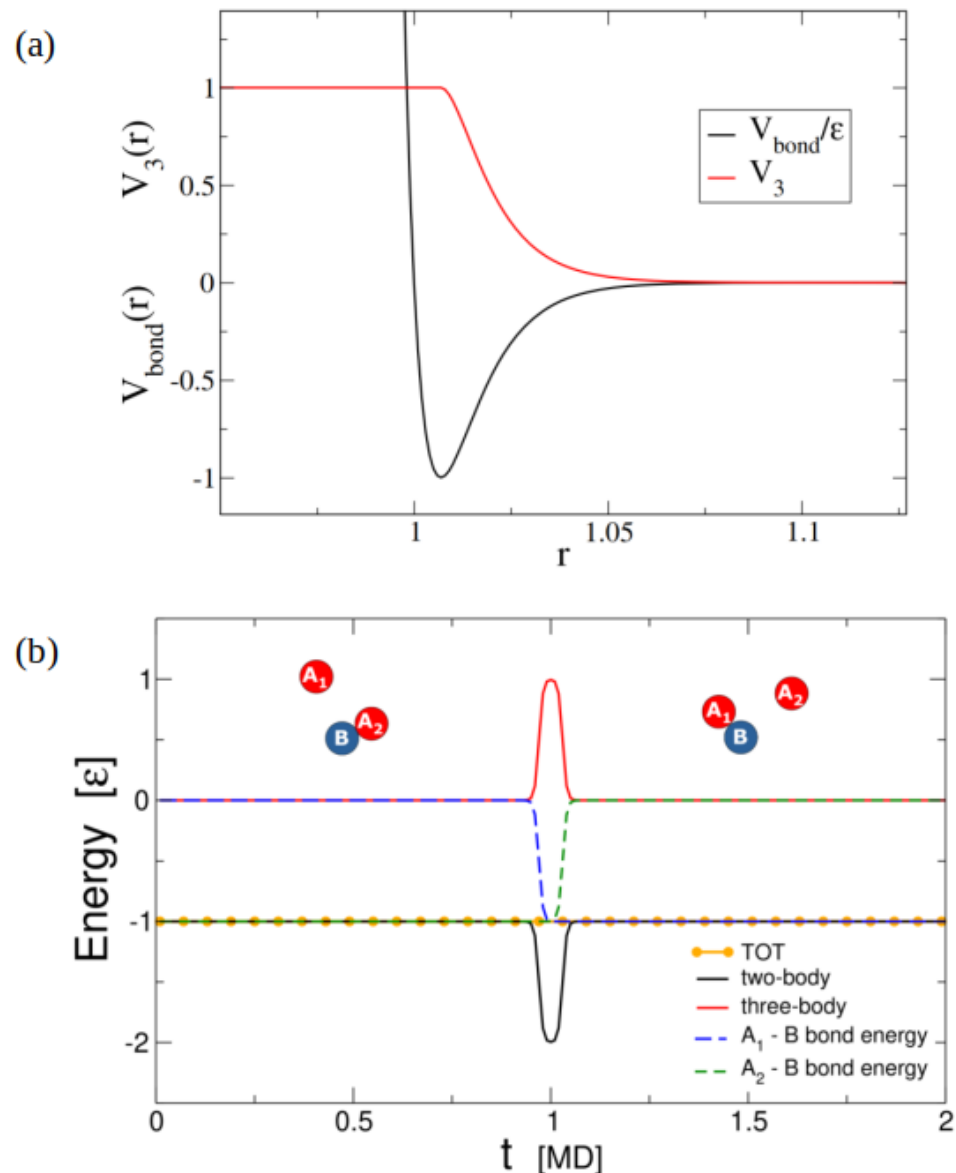 (a)
V3(r)
Vbond(r)
1
0.5
0
-0.5
-1
Vbond/ε
V3
1
1.05
1.1
r
(b)
Energy [ε]
1
0
-1
-2
A1
A2
B
A2
A1
B
TOT
two-body
three-body
A1 - B bond energy
A2 - B bond energy
0
0.5
1
1.5
2
t [MD]